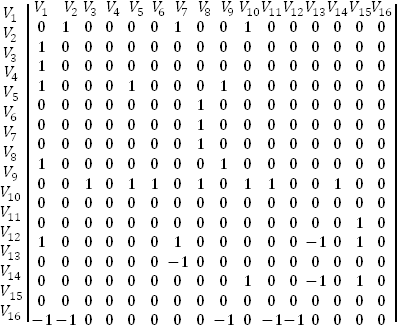 V1 V2 V3 V4 V5 V6 V7 V8 V9 V10 V11 V12 V13 V14 V15 V16
V1 0 1 0 0 0 0 1 0 0 1 0 0 0 0 0 0
V2 1 0 0 0 0 0 0 0 0 0 0 0 0 0 0 0
V3 1 0 0 0 0 0 0 0 0 0 0 0 0 0 0 0
V4 1 0 0 0 1 0 0 0 1 0 0 0 0 0 0 0
V5 0 0 0 0 0 0 0 1 0 0 0 0 0 0 0 0
V6 0 0 0 0 0 0 0 1 0 0 0 0 0 0 0 0
V7 0 0 0 0 0 0 0 1 0 0 0 0 0 0 0 0
V8 1 0 0 0 0 0 0 0 1 0 0 0 0 0 0 0
V9 0 0 1 0 1 1 0 1 0 1 1 0 0 1 0 0
V10 0 0 0 0 0 0 0 0 0 0 0 0 0 0 0 0
V11 0 0 0 0 0 0 0 0 0 0 0 0 0 0 1 0
V12 1 0 0 0 0 0 1 0 0 0 0 0 −1 0 1 0
V13 0 0 0 0 0 0 −1 0 0 0 0 0 0 0 0 0
V14 0 0 0 0 0 0 0 0 0 1 0 0 −1 0 1 0
V15 0 0 0 0 0 0 0 0 0 0 0 0 0 0 0 0
V16 −1 −1 0 0 0 0 0 0 −1 0 −1 −1 0 0 0 0